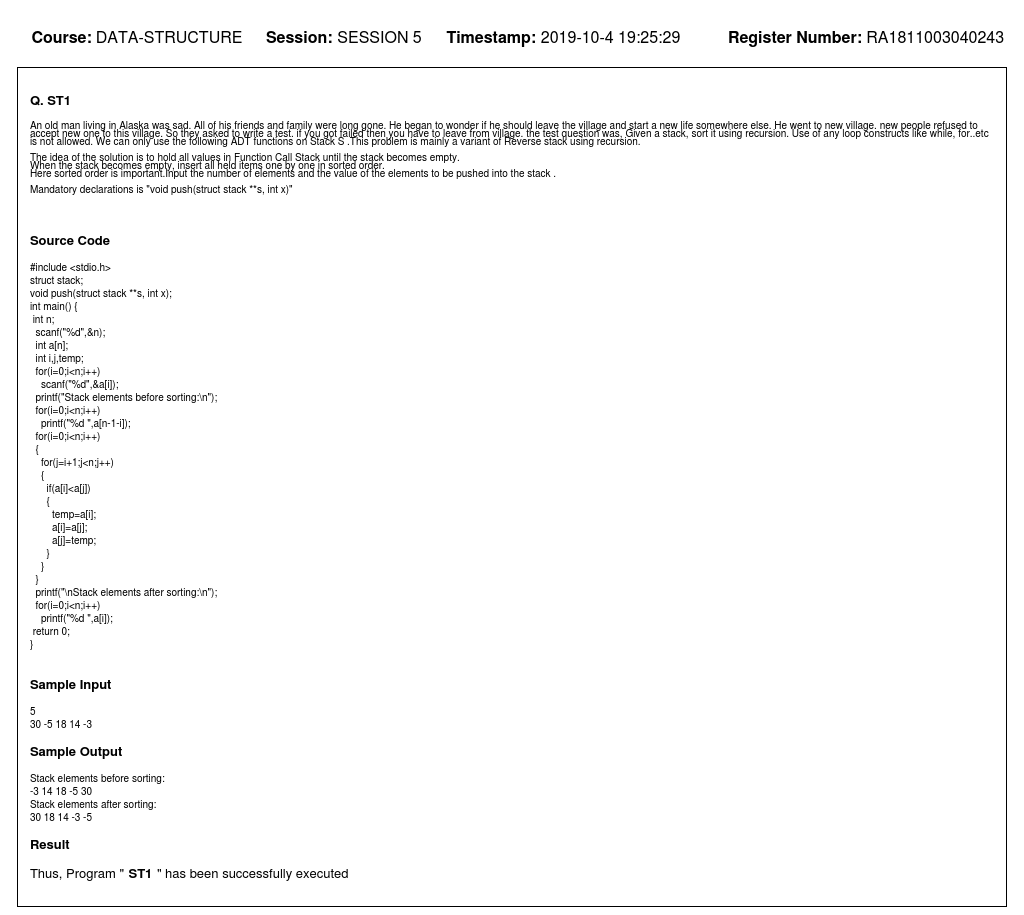 Course: DATA-STRUCTURE Session: SESSION 5 Timestamp: 2019-10-4 19:25:29 Register Number: RA1811003040243
Q. ST1
An old man living in Alaska was sad. All of his friends and family were long gone. He began to wonder if he should leave the village and start a new life somewhere else. He went to new village. new people refused to
accept new one to this village. So they asked to write a test. if you got failed then you have to leave from village. the test question was, Given a stack, sort it using recursion. Use of any loop constructs like while, for..etc
is not allowed. We can only use the following ADT functions on Stack S .This problem is mainly a variant of Reverse stack using recursion.
The idea of the solution is to hold all values in Function Call Stack until the stack becomes empty.
When the stack becomes empty, insert all held items one by one in sorted order.
Here sorted order is important.Input the number of elements and the value of the elements to be pushed into the stack .
Mandatory declarations is "void push(struct stack **s, int x)"
Source Code
#include <stdio.h>
struct stack;
void push(struct stack **s, int x);
int main() {
int n;
scanf("%d",&n);
int a[n];
int i,j,temp;
for(i=0;i<n;i++)
scanf("%d",&a[i]);
printf("Stack elements before sorting:\n");
for(i=0;i<n;i++)
printf("%d ",a[n-1-i]);
for(i=0;i<n;i++)
{
for(j=i+1;j<n;j++)
{
if(a[i]<a[j])
{
temp=a[i];
a[i]=a[j];
a[j]=temp;
}
}
}
printf("\nStack elements after sorting:\n");
for(i=0;i<n;i++)
printf("%d ",a[i]);
return 0;
}
Sample Input
5
30 -5 18 14 -3
Sample Output
Stack elements before sorting:
-3 14 18 -5 30
Stack elements after sorting:
30 18 14 -3 -5
Result
Thus, Program " ST1 " has been successfully executed